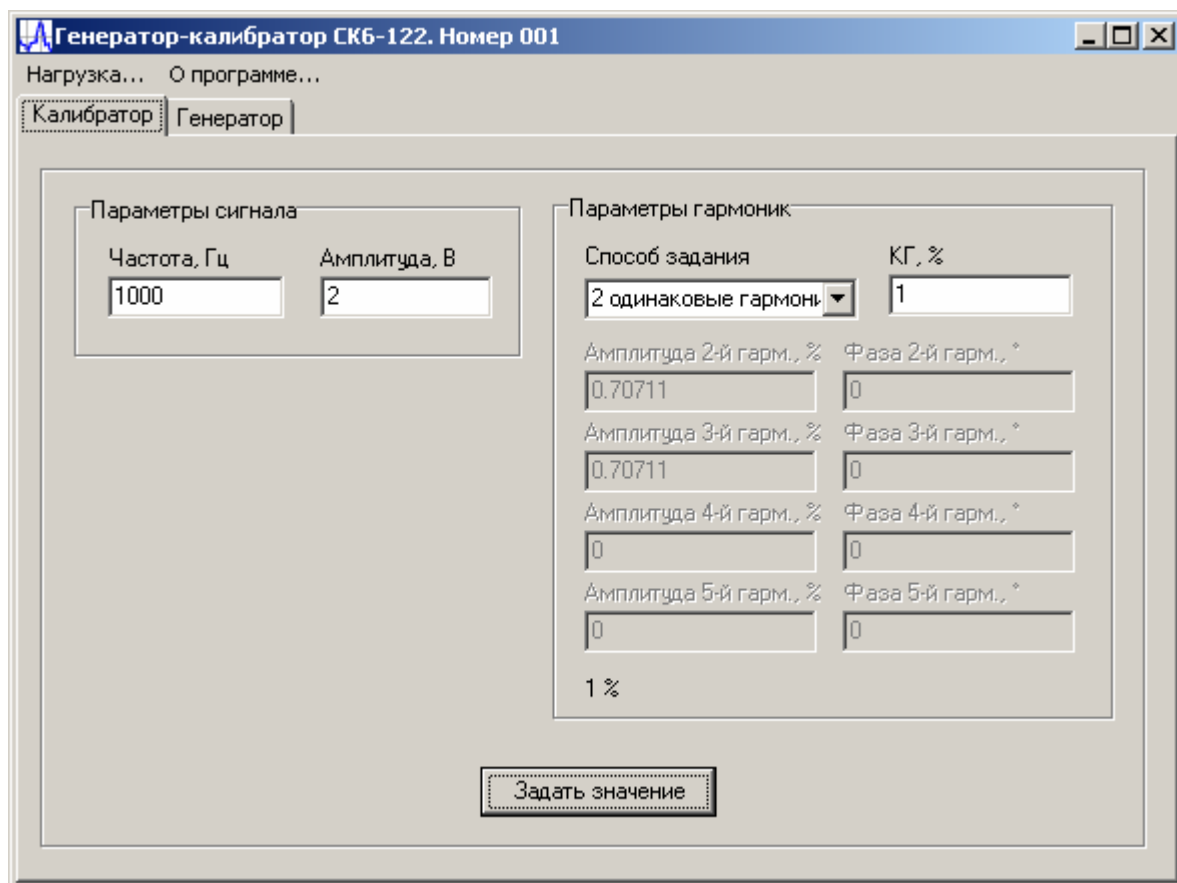 Генератор-калибратор СК6-122. Номер 001
Нагрузка... О программе...
Калибратор Генератор
Параметры сигнала
Частота, Гц Амплитуда, В
1000 2
Параметры гармоник
Способ задания КГ, %
2 одинаковые гармони 1
Амплитуда 2-й гарм., % Фаза 2-й гарм., °
0.70711 0
Амплитуда 3-й гарм., % Фаза 3-й гарм., °
0.70711 0
Амплитуда 4-й гарм., % Фаза 4-й гарм., °
0 0
Амплитуда 5-й гарм., % Фаза 5-й гарм., °
0 0
1 %
Задать значение